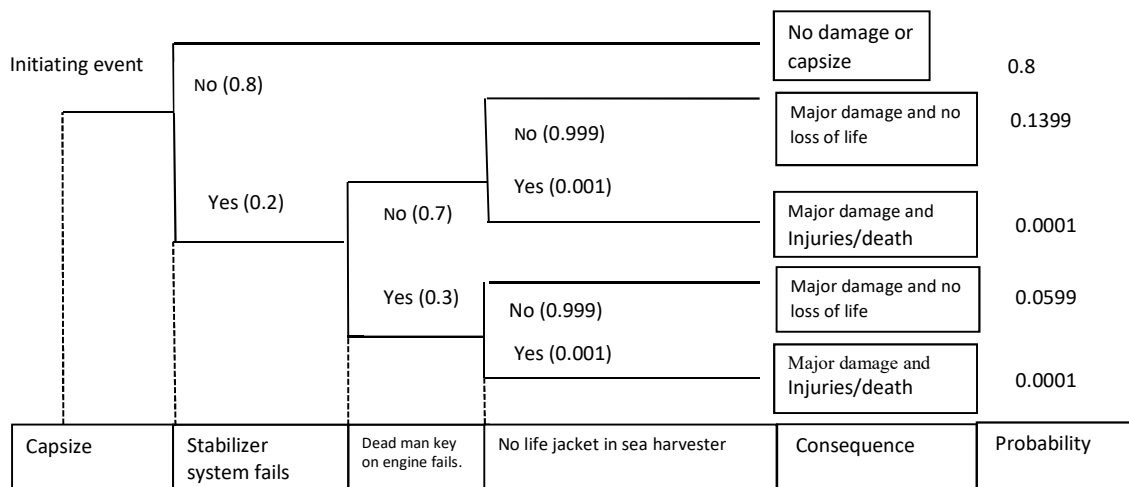 No damage or
capsize
Initiating event
0.8
No (0.8)
Major damage and no
loss of life
0.1399
No (0.999)
Yes (0.001)
Yes (0.2)
No (0.7)
Major damage and
Injuries/death
0.0001
Major damage and no
loss of life
0.0599
Yes (0.3)
No (0.999)
Yes (0.001)
Major damage and
Injuries/death
0.0001
Capsize
Stabilizer
system fails
Dead man key
on engine fails.
No life jacket in sea harvester
Consequence
Probability